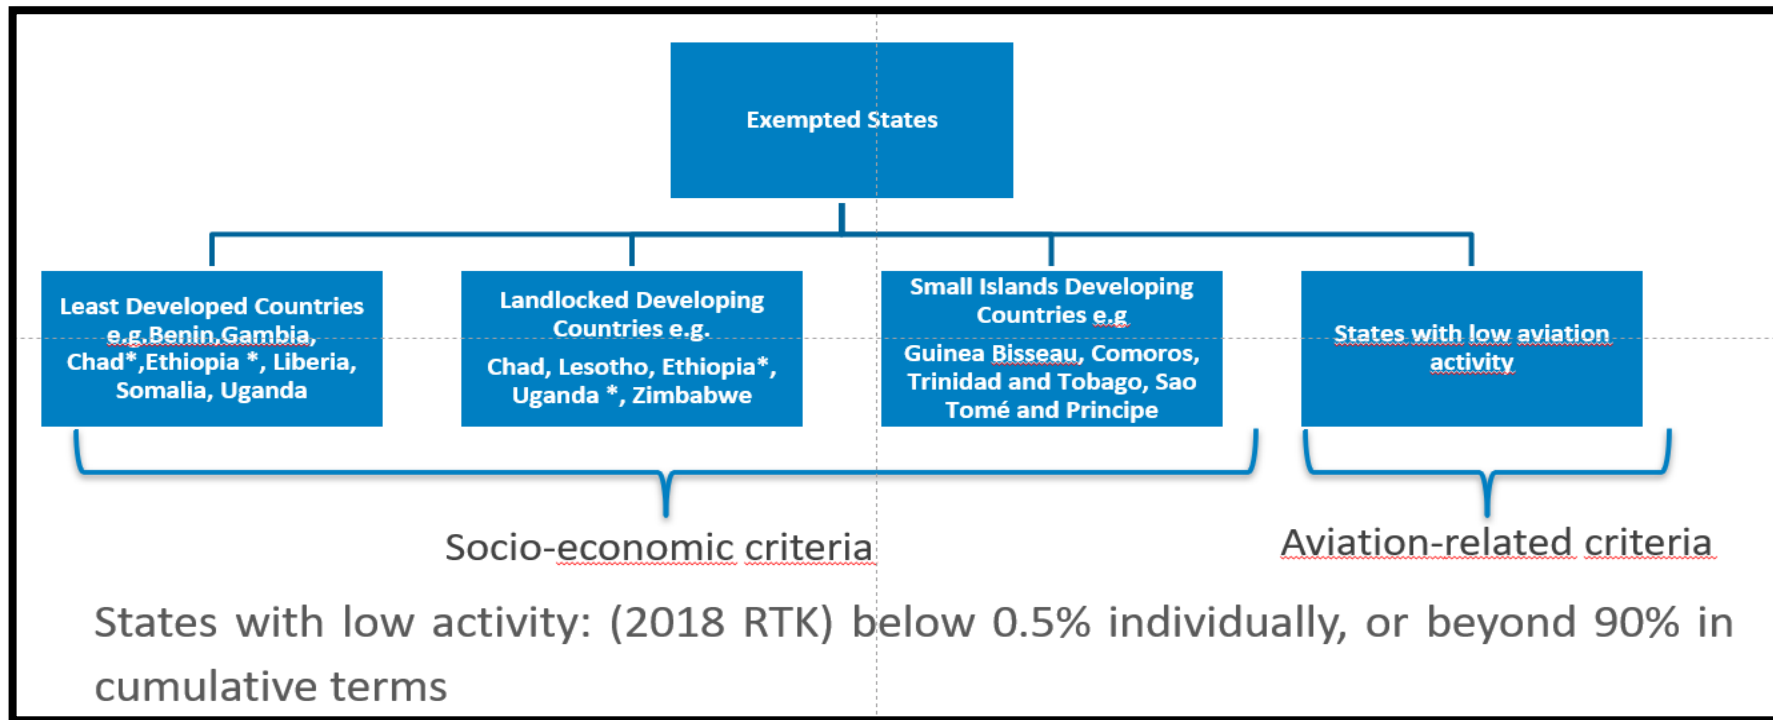 Exempted States
Least Developed Countries
e.g.Benin,Gambia,
Chad*,Ethiopia *, Liberia,
Somalia, Uganda
Landlocked Developing
Countries e.g.
Chad, Lesotho, Ethiopia*,
Uganda *, Zimbabwe
Small Islands Developing
Countries e.g
Guinea Bisseau, Comoros,
Trinidad and Tobago, Sao
Tomé and Principe
States with low aviation
activity
Socio-economic criteria
Aviation-related criteria
States with low activity: (2018 RTK) below 0.5% individually, or beyond 90% in
cumulative terms